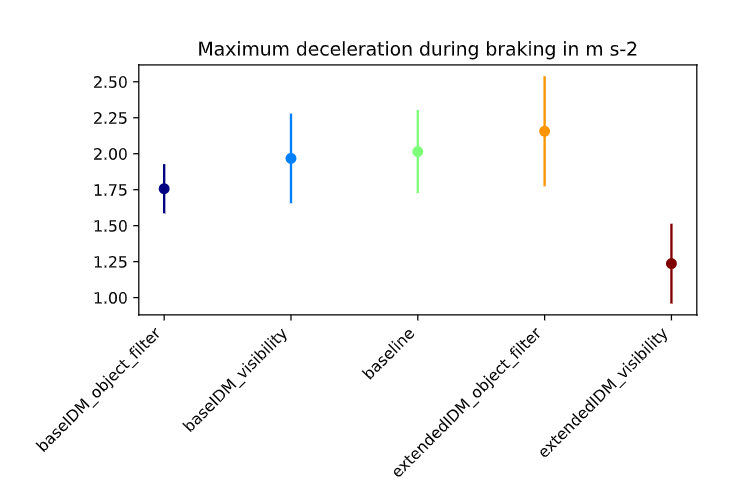 Maximum deceleration during braking in m s-2
2.50
2.25
2.00
1.75
1.50
1.25
1.00
baseIDM_object_filter
baseIDM_visibility
baseline
extendedIDM_object_filter
extendedIDM_visibility